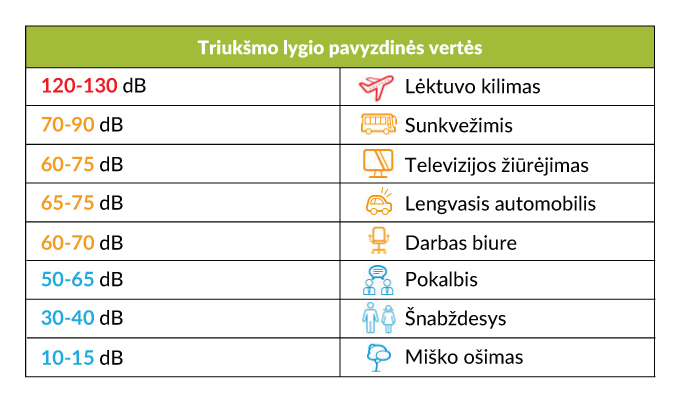 Triukšmo lygio pavyzdinės vertės
120-130 dB Lėktuvo kilimas
70-90 dB Sunkvežimis
60-75 dB Televizijos žiūrėjimas
65-75 dB Lengvasis automobilis
60-70 dB Darbas biure
50-65 dB Pokalbis
30-40 dB Šnabždesys
10-15 dB Miško ošimas